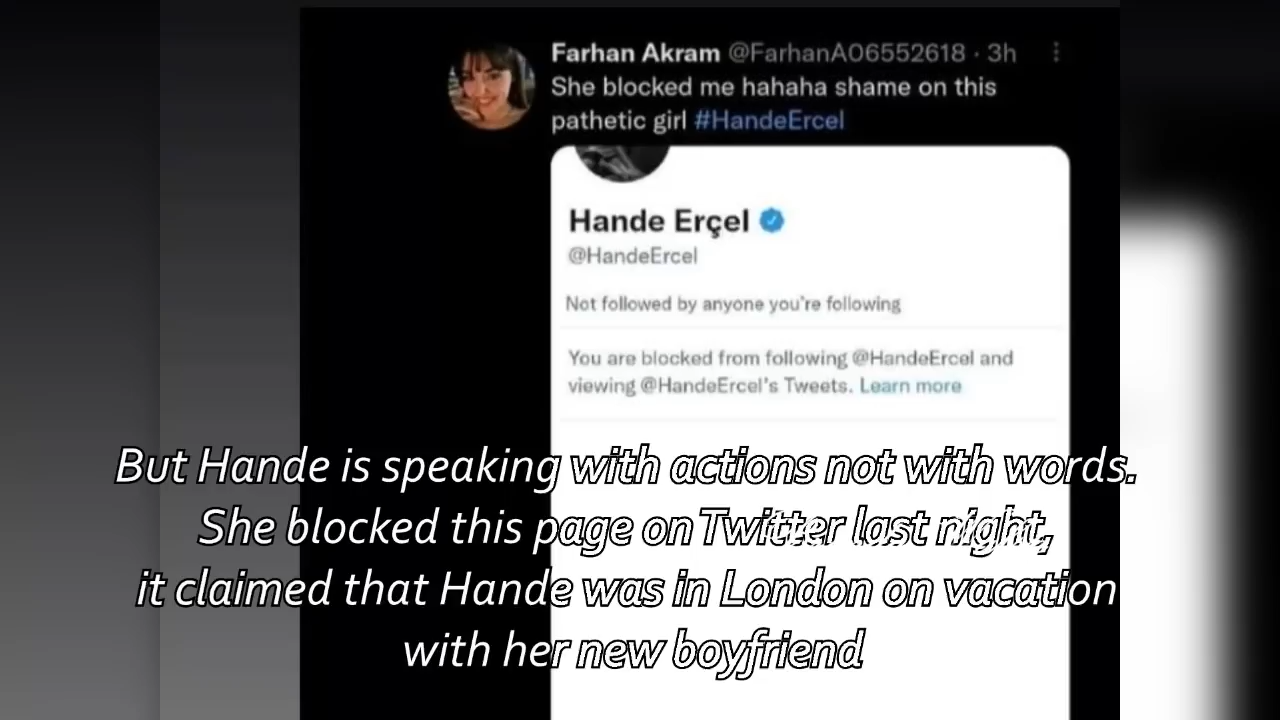 Farhan Akram @FarhanA06552618 · 3h
She blocked me hahaha shame on this
pathetic girl #HandeErcel
Hande Erçel
@HandeErcel
Not followed by anyone you're following
You are blocked from following @HandeErcel and
viewing @HandeErcel's Tweets. Learn more
But Hande is speaking with actions not with words.
She blocked this page on Twitter last night,
it claimed that Hande was in London on vacation
with her new boyfriend